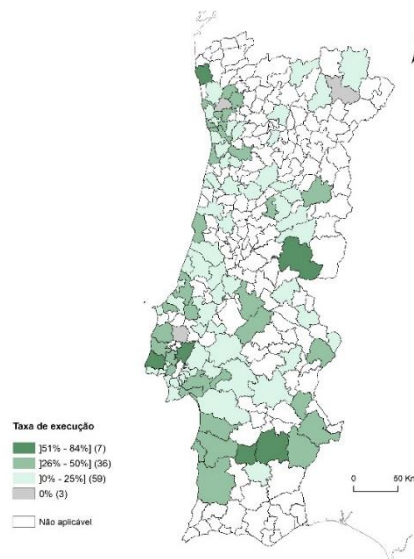 Taxa de execução
]51% - 84%] (7)
]26% - 50%] (36)
]0% - 25%] (59)
0% (3)
Não aplicável
0 50 Km